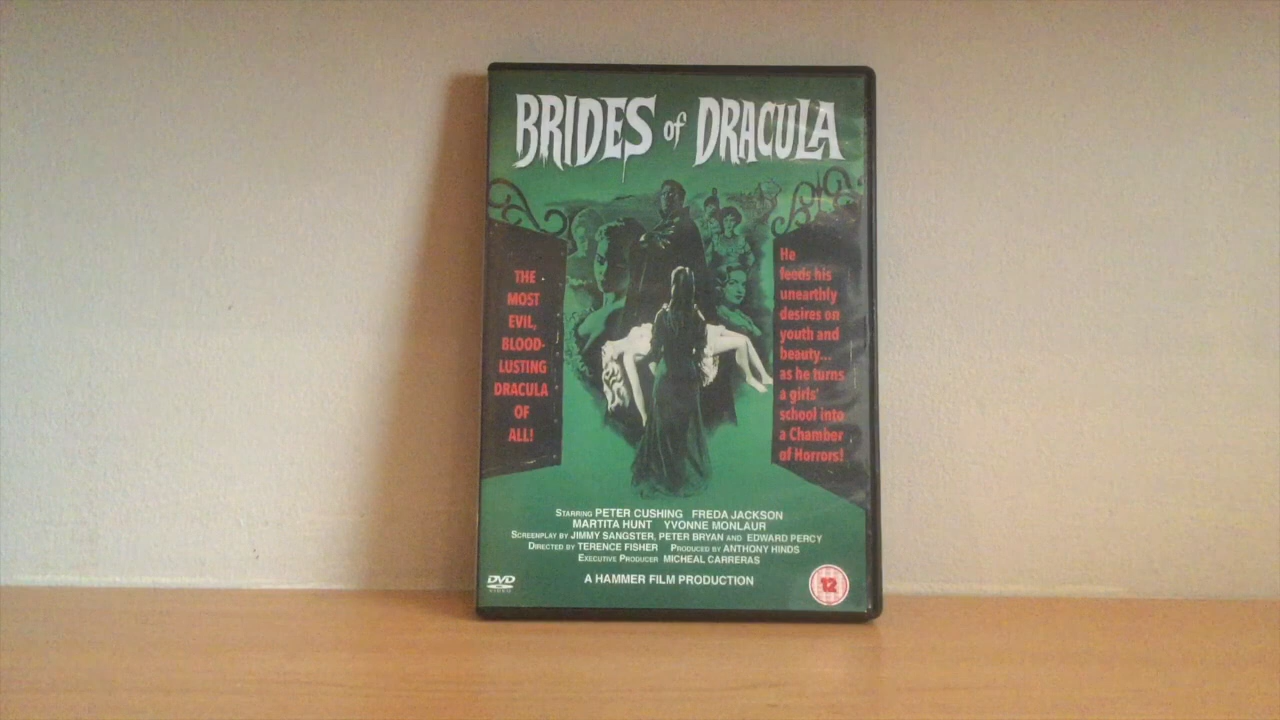 BRIDES of DRACULA
THE
MOST
EVIL,
BLOOD-
LUSTING
DRACULA
OF
ALL!
He
feeds his
unearthly
desires on
youth and
beauty...
as he turns
a girls'
school into
a Chamber
of Horrors!
STARRING PETER CUSHING FREDA JACKSON
MARTITA HUNT YVONNE MONLAUR
SCREENPLAY BY JIMMY SANGSTER, PETER BRYAN AND EDWARD PERCY
DIRECTED BY TERENCE FISHER PRODUCED BY ANTHONY HINDS
EXECUTIVE PRODUCER MICHEAL CARRERAS
A HAMMER FILM PRODUCTION
DVD
VIDEO
12